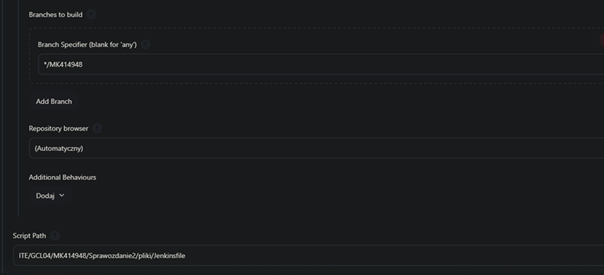 Branches to build
Branch Specifier (blank for 'any')
*/MK414948
Add Branch
Repository browser
(Automatyczny)
Additional Behaviours
Dodaj
Script Path
ITE/GCL04/MK414948/Sprawozdanie2/pliki/Jenkinsfile